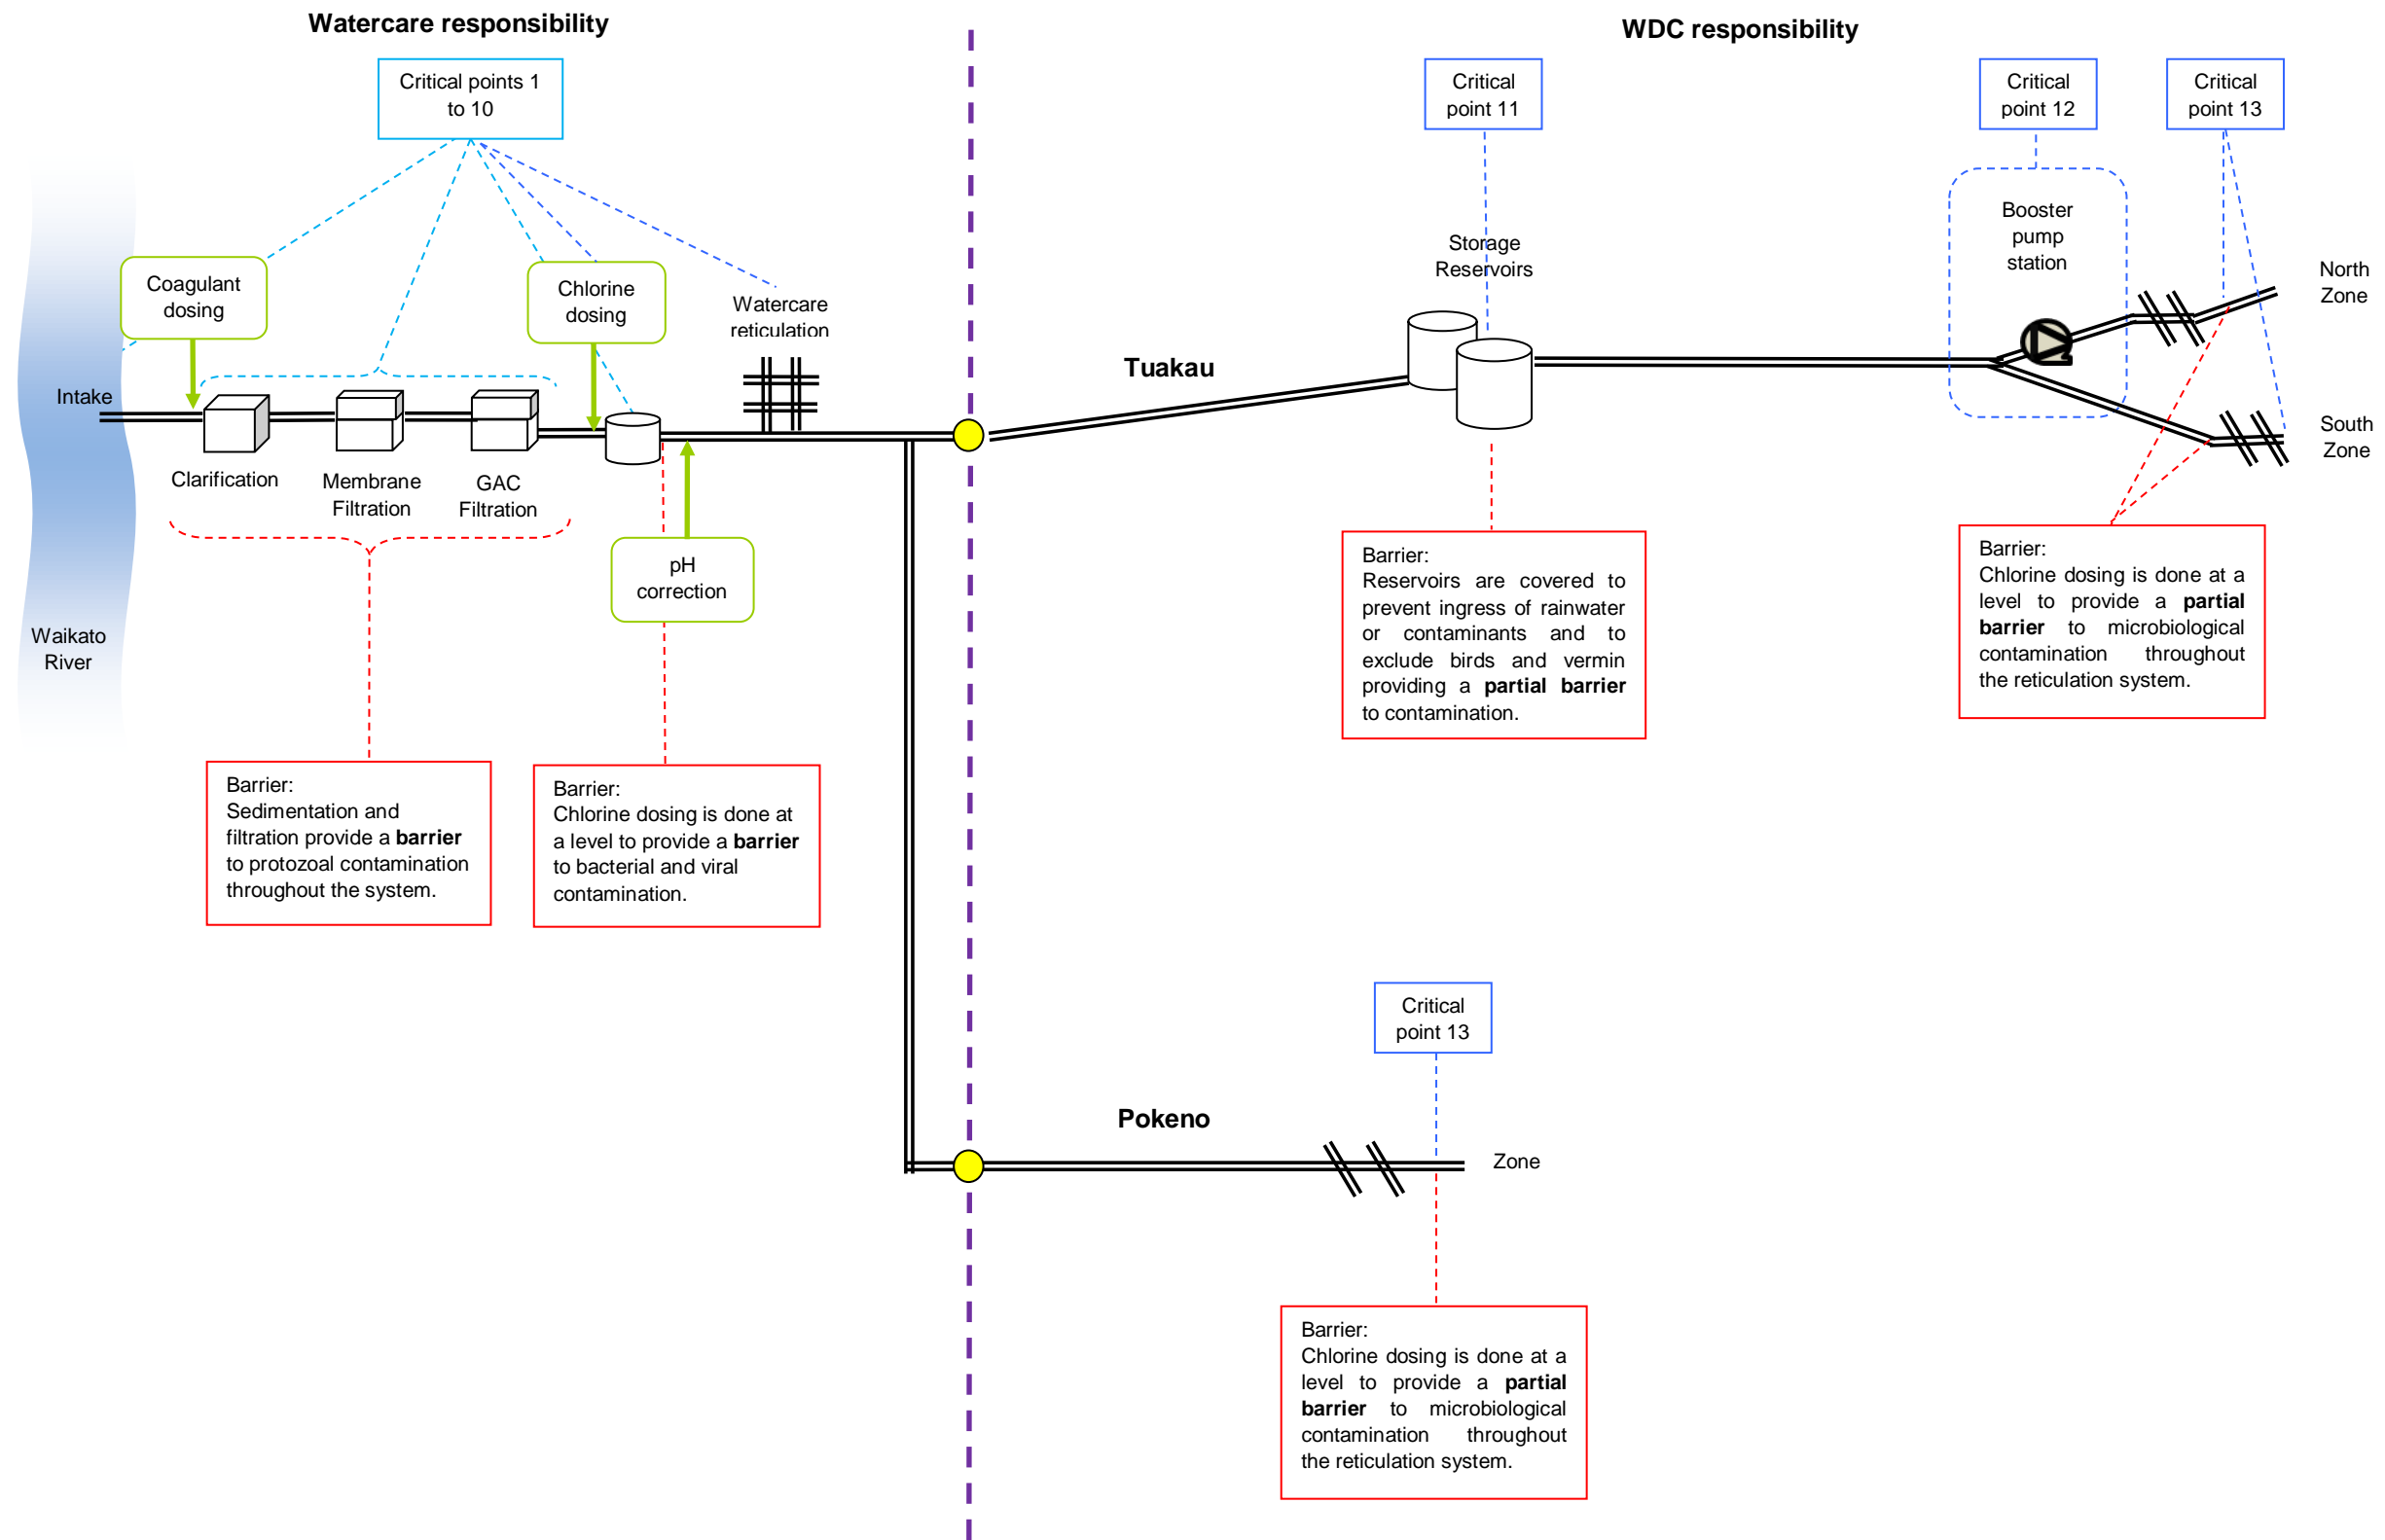 Watercare responsibility
WDC responsibility
Critical points 1
to 10
Critical
point 11
Critical
point 12
Critical
point 13
Coagulant
dosing
Chlorine
dosing
Watercare
reticulation
Storage
Reservoirs
Booster
pump
station
North
Zone
Intake
Tuakau
South
Zone
Clarification
Membrane
Filtration
GAC
Filtration
pH
correction
Waikato
River
Barrier:
Reservoirs are covered to
prevent ingress of rainwater
or contaminants and to
exclude birds and vermin
providing a partial barrier
to contamination.
Barrier:
Chlorine dosing is done at a
level to provide a partial
barrier to microbiological
contamination throughout
the reticulation system.
Barrier:
Sedimentation and
filtration provide a barrier
to protozoal contamination
throughout the system.
Barrier:
Chlorine dosing is done at
a level to provide a barrier
to bacterial and viral
contamination.
Critical
point 13
Pokeno
Zone
Barrier:
Chlorine dosing is done at a
level to provide a partial
barrier to microbiological
contamination throughout
the reticulation system.